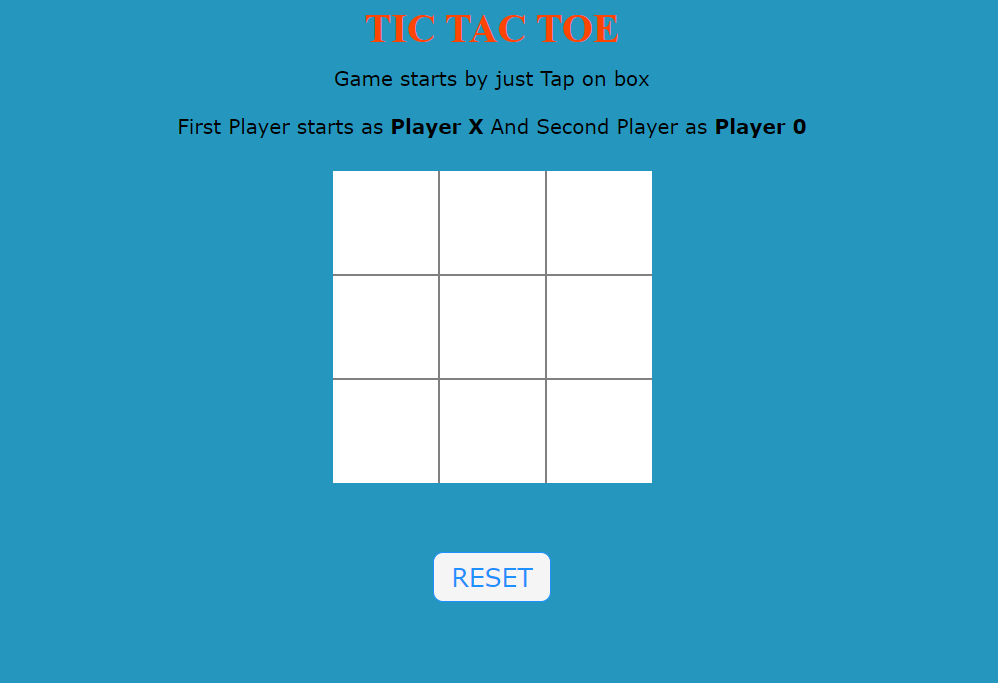 TIC TAC TOE
Game starts by just Tap on box
First Player starts as Player X And Second Player as Player 0
RESET